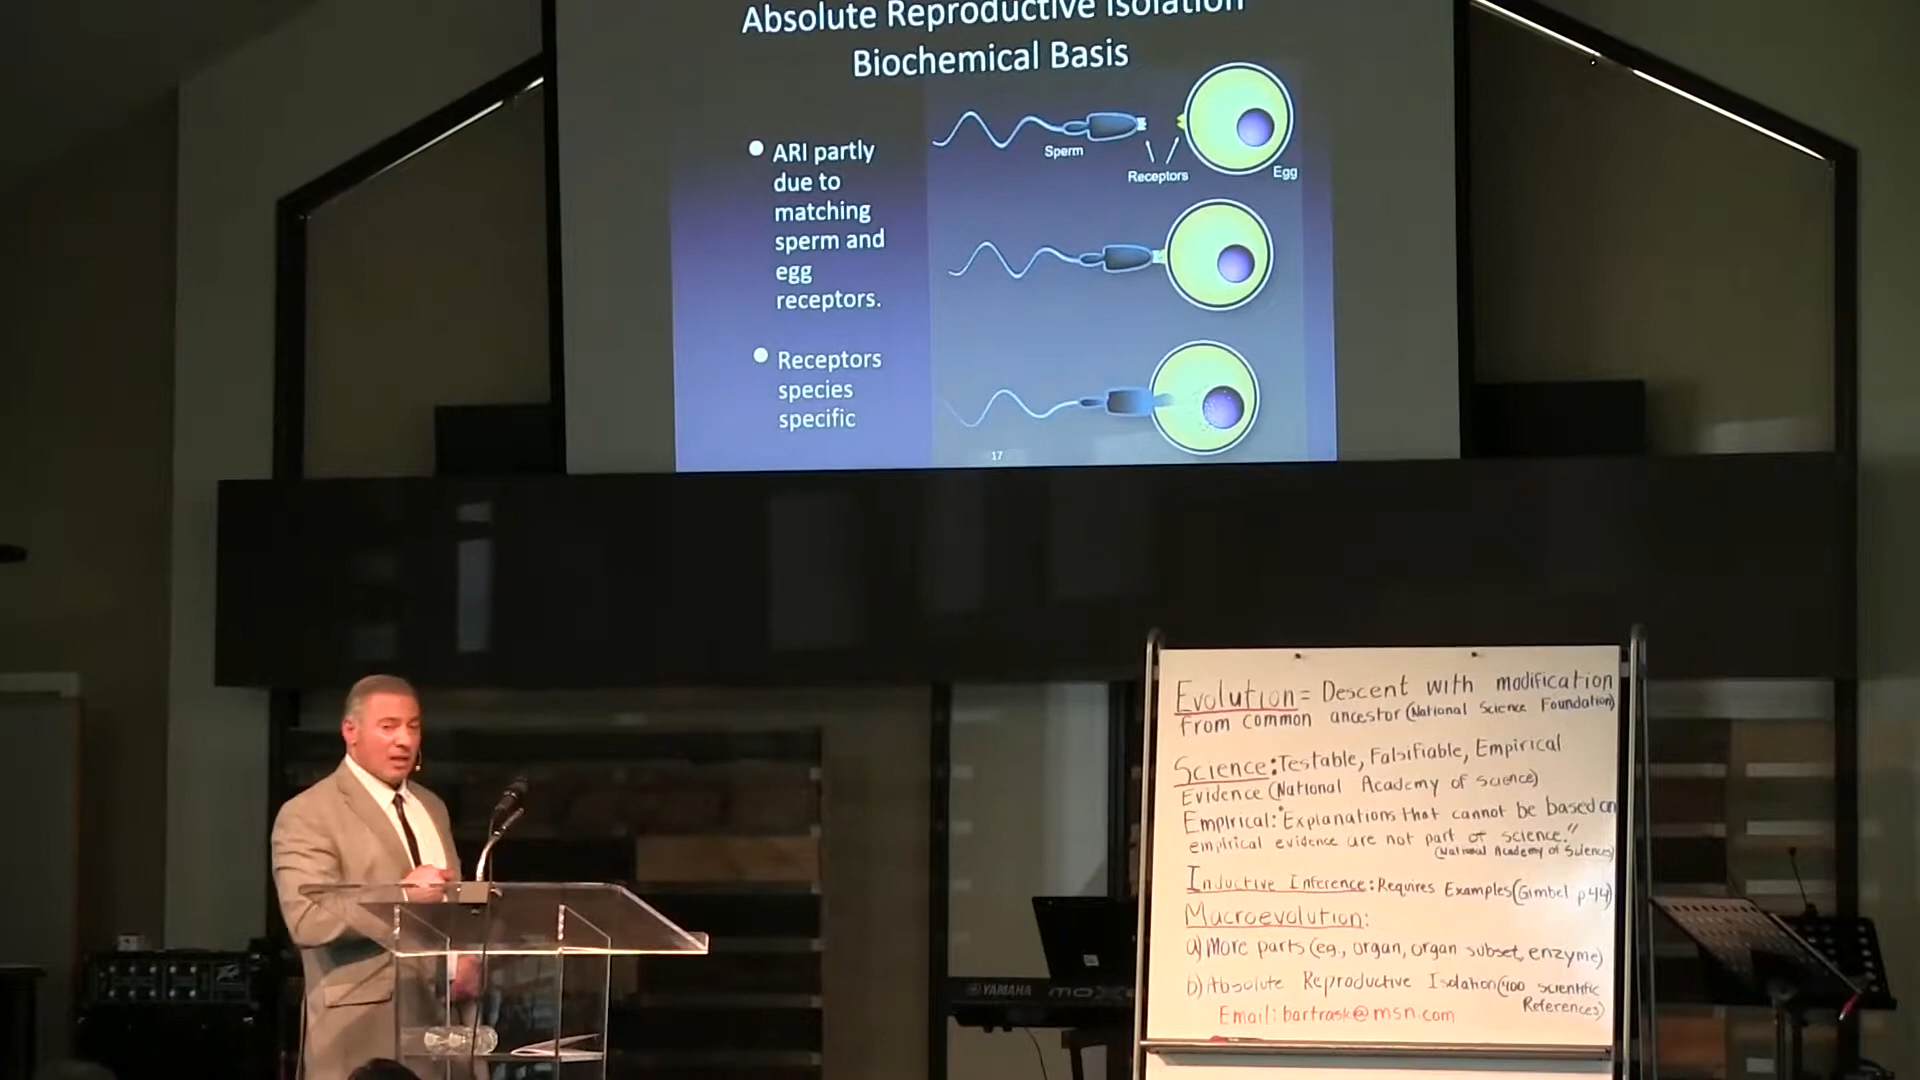 Absolute Reproductive Isolation
Biochemical Basis
ARI partly
due to
matching
sperm and
egg
receptors.
Receptors
species
specific
Sperm
Receptors
Egg
17
Evolution = Descent with modification
From common ancestor (National Science Foundation)
Science: Testable, Falsifiable, Empirical
Evidence (National Academy of Science)
Empirical: "Explanations that cannot be based on
empirical evidence are not part of science."
(National Academy of Sciences)
Inductive Inference: Requires Examples (Gimbel p 44)
Macroevolution:
a) More parts (eg., organ, organ subset, enzyme)
b) Absolute Reproductive Isolation (400 scientific
References)
Email: bartrask@msn.com
YAMAHA